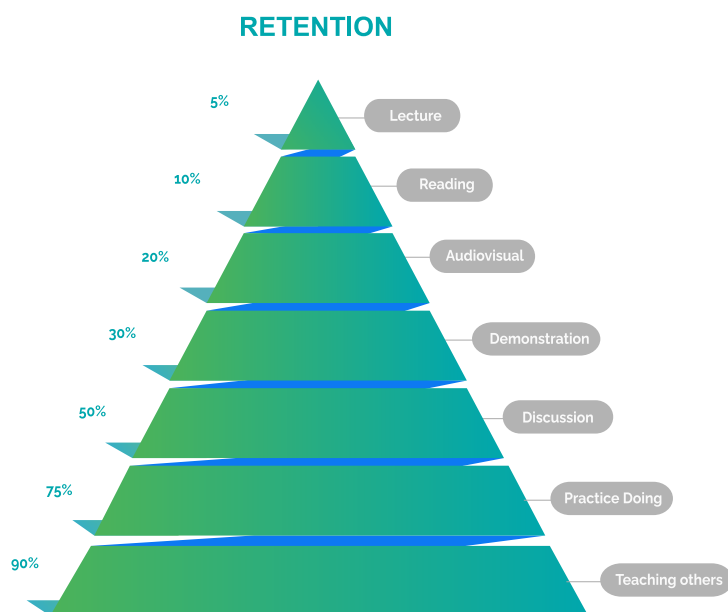 RETENTION
5%
Lecture
10%
Reading
20%
Audiovisual
30%
Demonstration
50%
Discussion
75%
Practice Doing
90%
Teaching others